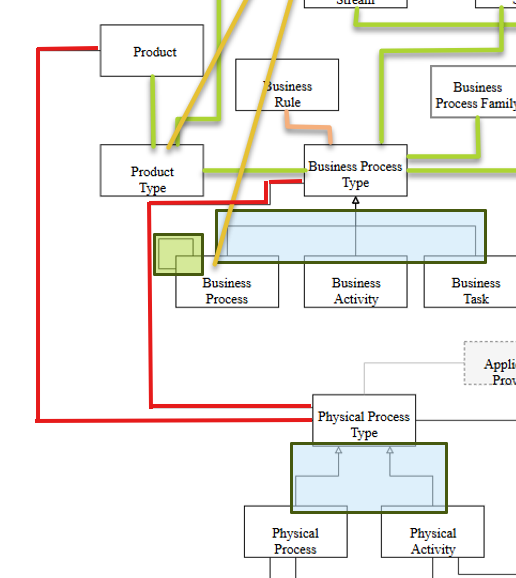 Stream
Product
Business
Rule
Business
Process Family
Product
Type
Business Process
Type
Business
Process
Business
Activity
Business
Task
Physical Process
Type
Physical
Process
Physical
Activity